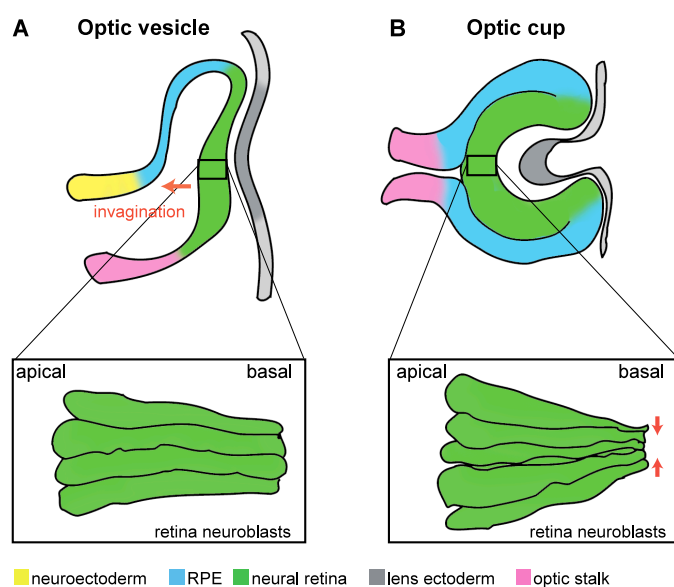 A Optic vesicle
B Optic cup
invagination
apical basal
retina neuroblasts
apical basal
retina neuroblasts
neuroectoderm RPE neural retina lens ectoderm optic stalk